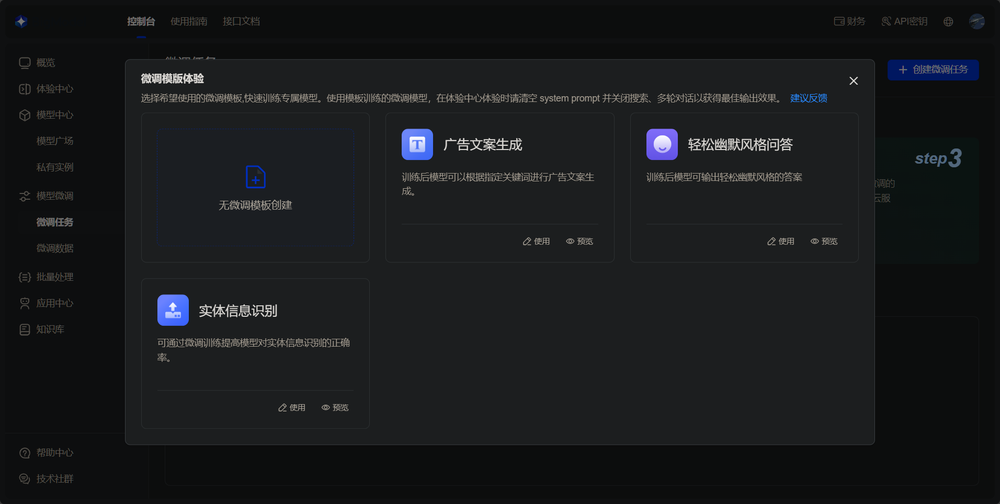 控制台
使用指南
接口文档
财务
API密钥
概览
体验中心
模型中心
模型广场
私有实例
模型微调
微调任务
微调数据
批量处理
应用中心
知识库
帮助中心
技术社群
微调任务
创建微调任务
step3
调的
云服
微调模版体验
选择希望使用的微调模板,快速训练专属模型。使用模板训练的微调模型，在体验中心体验时请清空 system prompt 并关闭搜索、多轮对话以获得最佳输出效果。 建议反馈
无微调模板创建
广告文案生成
训练后模型可以根据指定关键词进行广告文案生
成。
使用
预览
轻松幽默风格问答
训练后模型可输出轻松幽默风格的答案
使用
预览
实体信息识别
可通过微调训练提高模型对实体信息识别的正确
率。
使用
预览